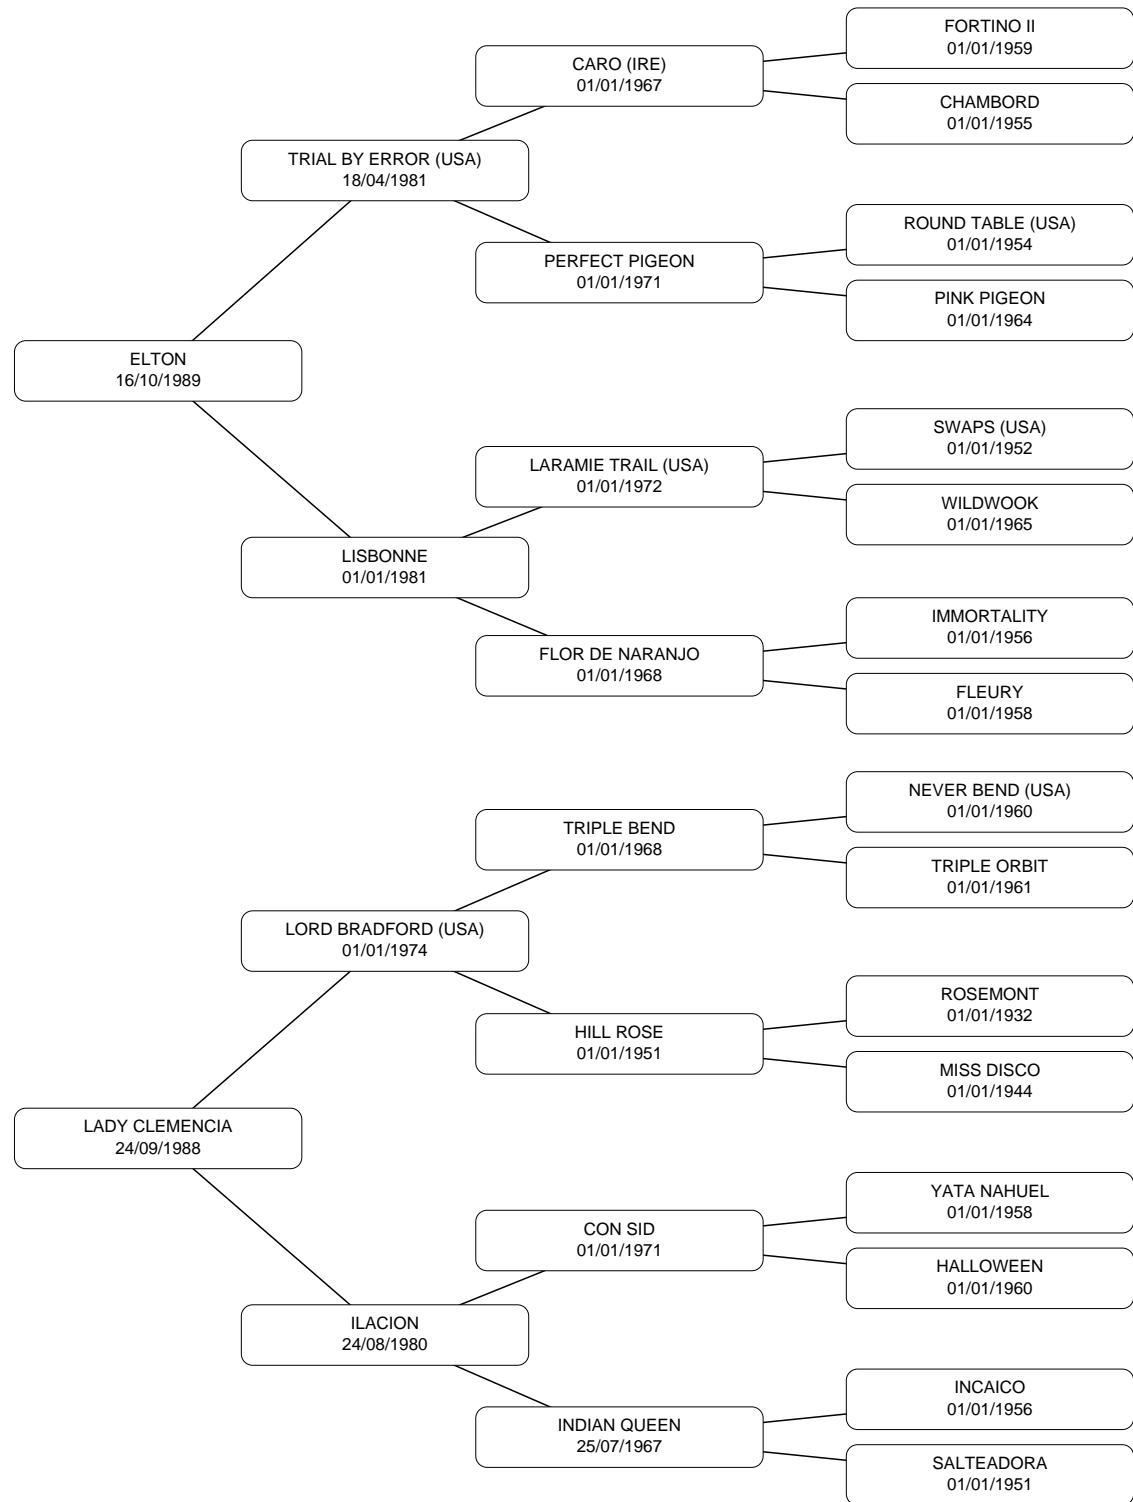 FORTINO II
01/01/1959
CARO (IRE)
01/01/1967
CHAMBORD
01/01/1955
TRIAL BY ERROR (USA)
18/04/1981
ROUND TABLE (USA)
01/01/1954
PERFECT PIGEON
01/01/1971
PINK PIGEON
01/01/1964
ELTON
16/10/1989
SWAPS (USA)
01/01/1952
LARAMIE TRAIL (USA)
01/01/1972
WILDWOOK
01/01/1965
LISBONNE
01/01/1981
IMMORTALITY
01/01/1956
FLOR DE NARANJO
01/01/1968
FLEURY
01/01/1958
NEVER BEND (USA)
01/01/1960
TRIPLE BEND
01/01/1968
TRIPLE ORBIT
01/01/1961
LORD BRADFORD (USA)
01/01/1974
ROSEMONT
01/01/1932
HILL ROSE
01/01/1951
MISS DISCO
01/01/1944
LADY CLEMENCIA
24/09/1988
YATA NAHUEL
01/01/1958
CON SID
01/01/1971
HALLOWEEN
01/01/1960
ILACION
24/08/1980
INCAICO
01/01/1956
INDIAN QUEEN
25/07/1967
SALTEADORA
01/01/1951